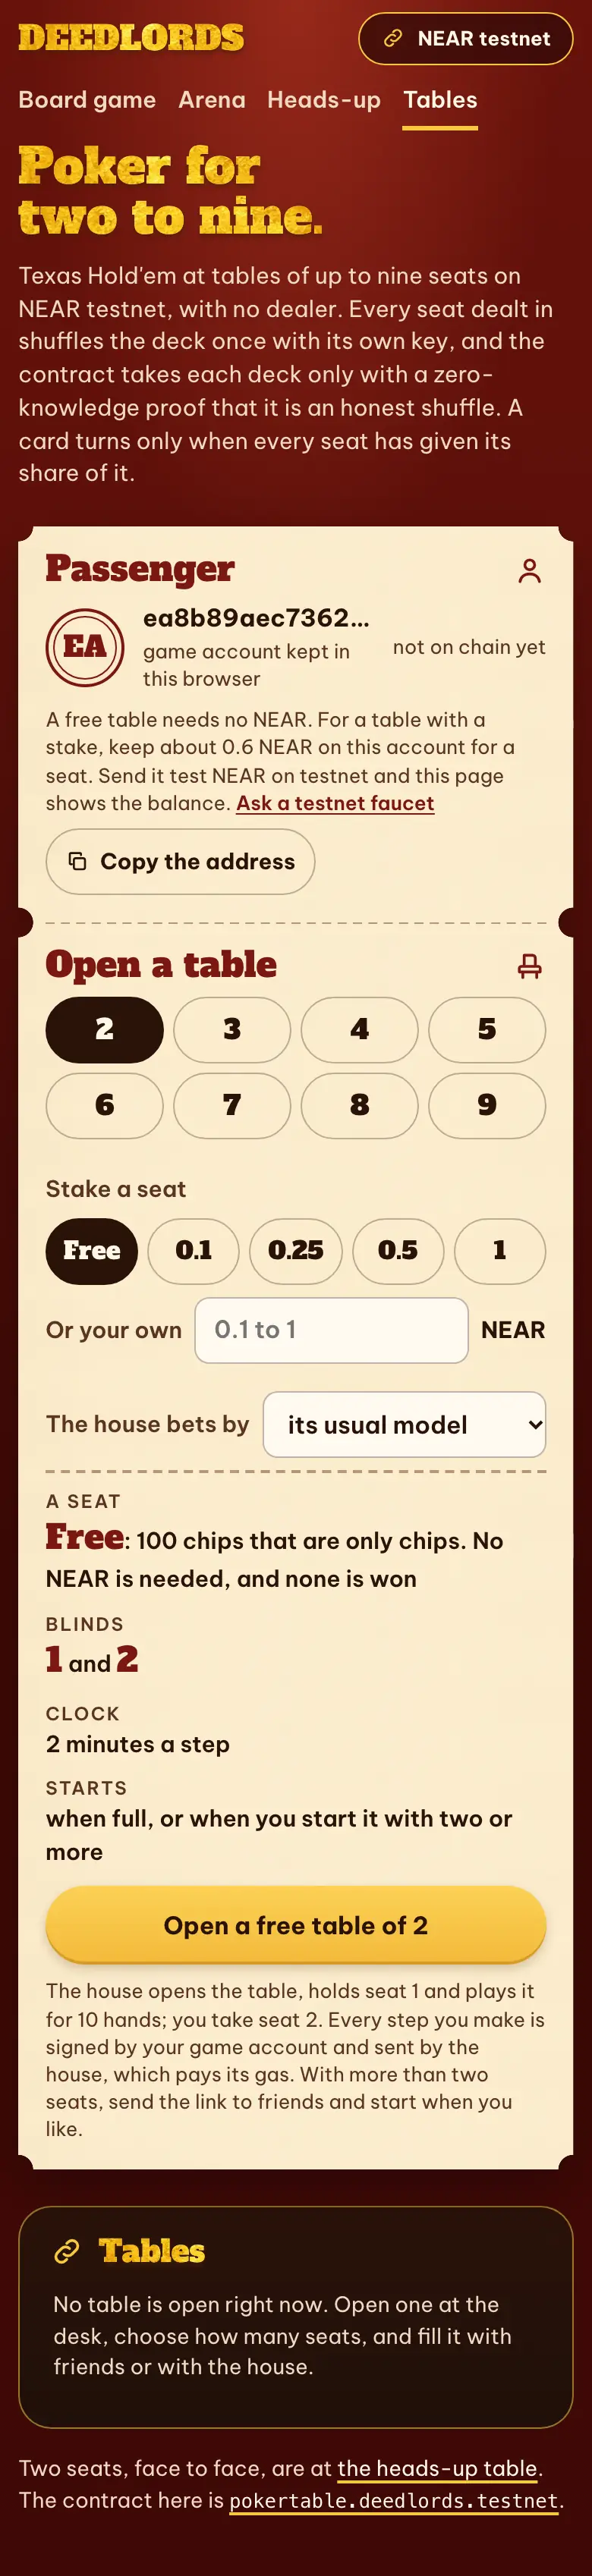 DEEDLORDS
NEAR testnet
Board game
Arena
Heads-up
Tables
Poker for
two to nine.
Texas Hold'em at tables of up to nine seats on
NEAR testnet, with no dealer. Every seat dealt in
shuffles the deck once with its own key, and the
contract takes each deck only with a zero-
knowledge proof that it is an honest shuffle. A
card turns only when every seat has given its
share of it.
Passenger
EA
ea8b89aec7362...
game account kept in
this browser
not on chain yet
A free table needs no NEAR. For a table with a
stake, keep about 0.6 NEAR on this account for a
seat. Send it test NEAR on testnet and this page
shows the balance. Ask a testnet faucet
Copy the address
Open a table
2 3 4 5
6 7 8 9
Stake a seat
Free 0.1 0.25 0.5 1
Or your own 0.1 to 1 NEAR
The house bets by its usual model
A SEAT
Free: 100 chips that are only chips. No
NEAR is needed, and none is won
BLINDS
1 and 2
CLOCK
2 minutes a step
STARTS
when full, or when you start it with two or
more
Open a free table of 2
The house opens the table, holds seat 1 and plays it
for 10 hands; you take seat 2. Every step you make is
signed by your game account and sent by the
house, which pays its gas. With more than two
seats, send the link to friends and start when you
like.
Tables
No table is open right now. Open one at the
desk, choose how many seats, and fill it with
friends or with the house.
Two seats, face to face, are at the heads-up table.
The contract here is pokertable.deedlords.testnet.